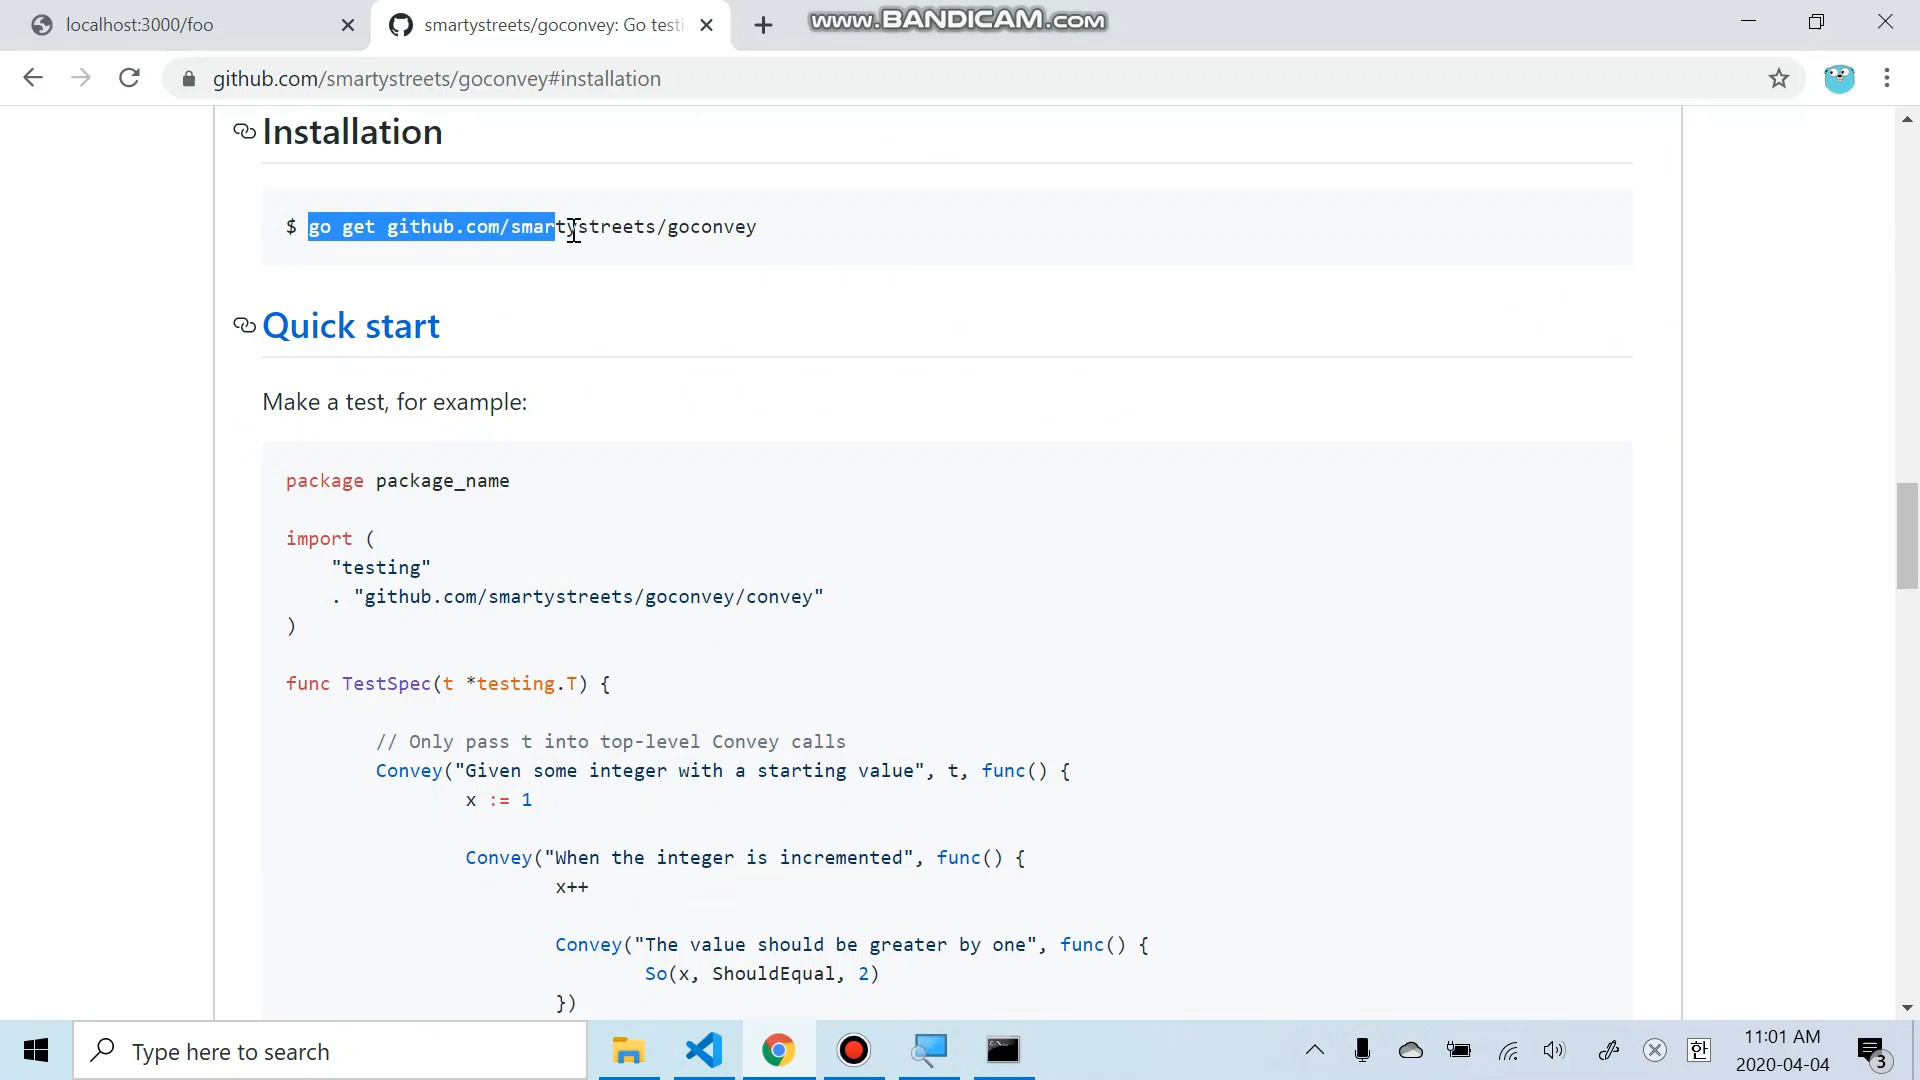 localhost:3000/foo
smartystreets/goconvey: Go testi
www.BANDICAM.com
github.com/smartystreets/goconvey#installation
Installation
$ go get github.com/smartystreets/goconvey
Quick start
Make a test, for example:
package package_name
import (
"testing"
. "github.com/smartystreets/goconvey/convey"
)
func TestSpec(t *testing.T) {
// Only pass t into top-level Convey calls
Convey("Given some integer with a starting value", t, func() {
x := 1
Convey("When the integer is incremented", func() {
x++
Convey("The value should be greater by one", func() {
So(x, ShouldEqual, 2)
})
Type here to search
한
11:01 AM
2020-04-04
3